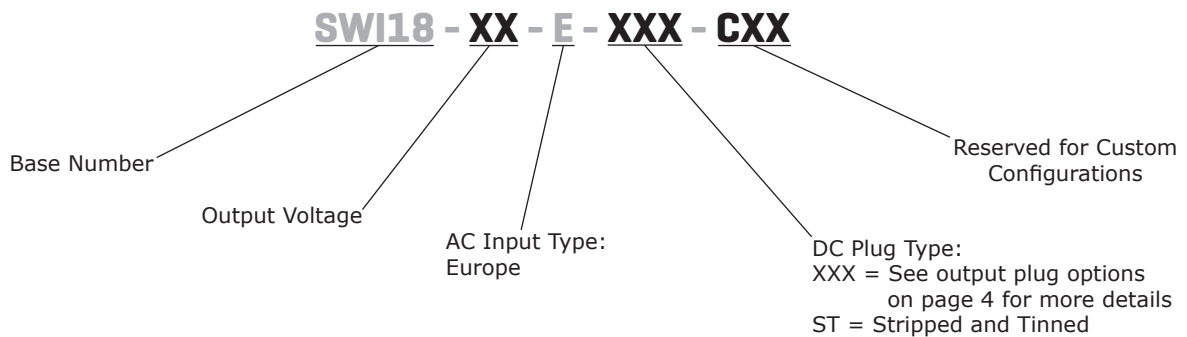 SWI18 - XX - E - XXX - CXX
Base Number
Output Voltage
AC Input Type:
Europe
DC Plug Type:
XXX = See output plug options
on page 4 for more details
ST = Stripped and Tinned
Reserved for Custom
Configurations